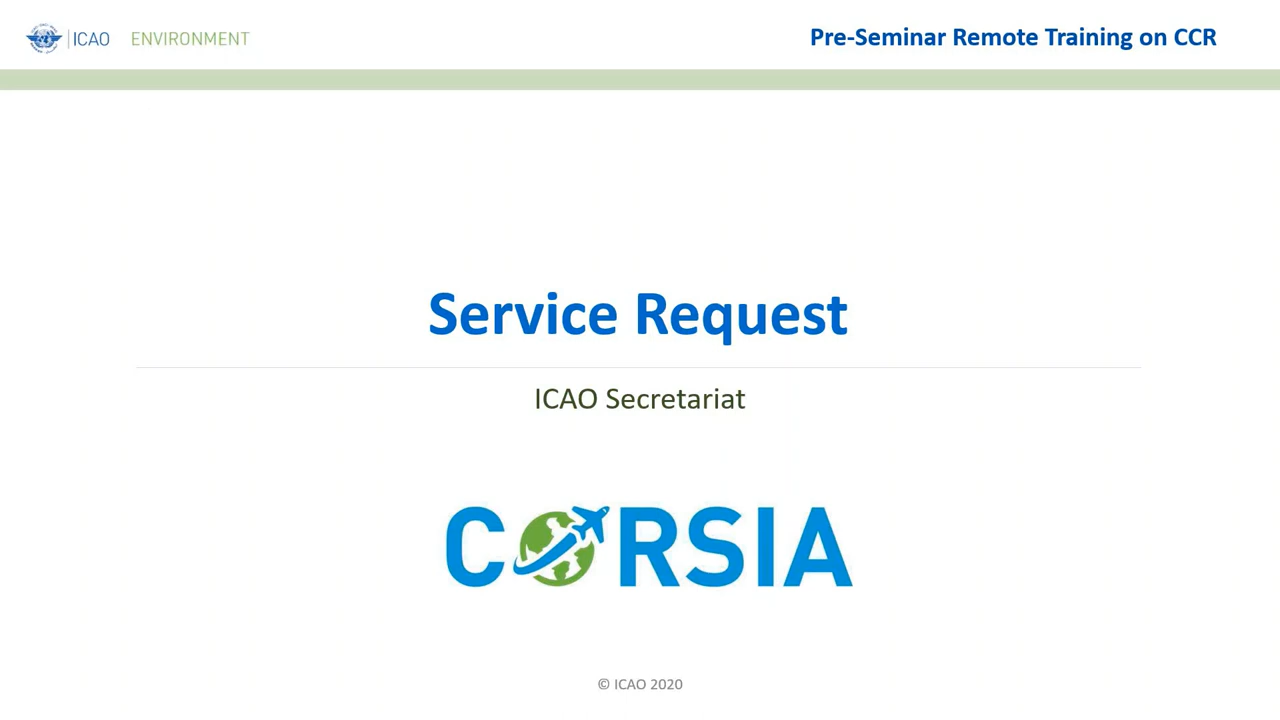 ICAO ENVIRONMENT
Pre-Seminar Remote Training on CCR
Service Request
ICAO Secretariat
CORSIA
© ICAO 2020